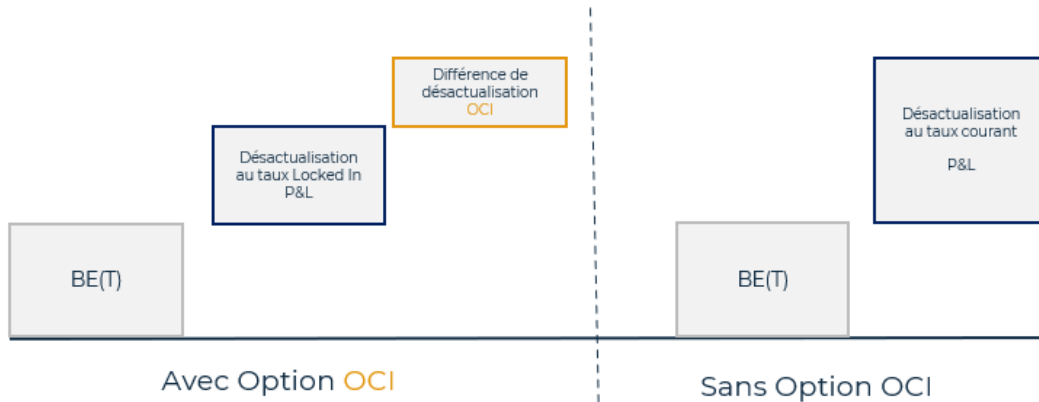 Différence de
désactualisation
OCI
Désactualisation
au taux Locked In
P&L
BE(T)
Avec Option OCI
Désactualisation
au taux courant
P&L
BE(T)
Sans Option OCI